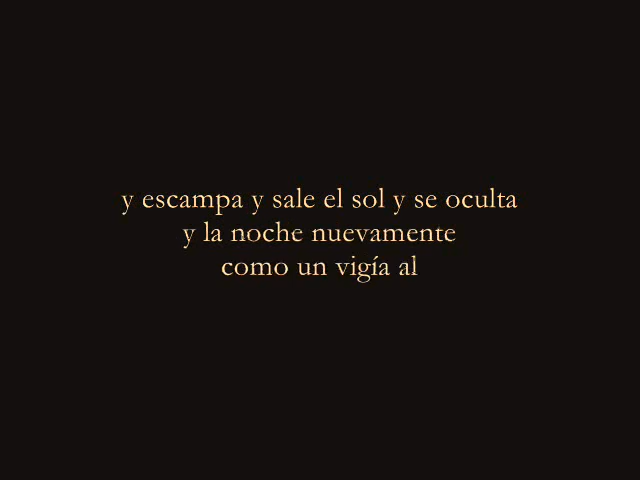 y escampa y sale el sol y se oculta
y la noche nuevamente
como un vigía al